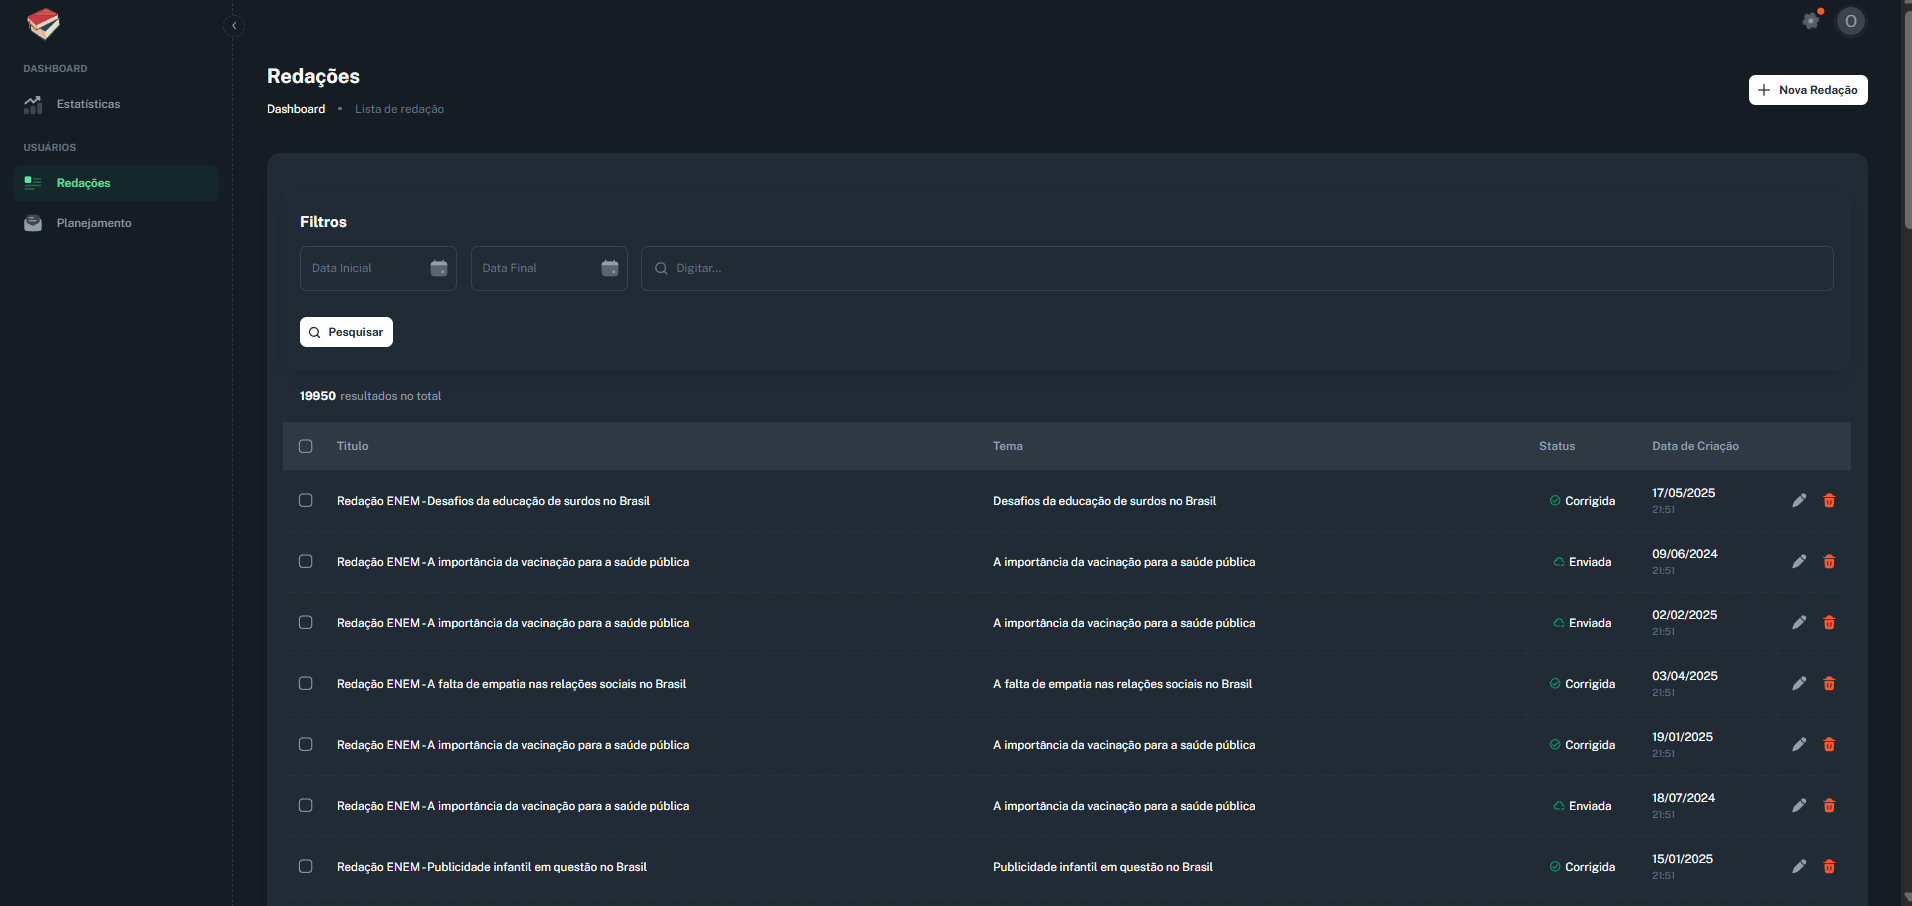 DASHBOARD
Estatísticas
USUÁRIOS
Redações
Planejamento
O
Redações
Dashboard • Lista de redação
Nova Redação
Filtros
Data Inicial
Data Final
Digitar...
Pesquisar
19950 resultados no total
Titulo Tema Status Data de Criação
Redação ENEM - Desafios da educação de surdos no Brasil Desafios da educação de surdos no Brasil Corrigida 17/05/2025
21:51
Redação ENEM - A importância da vacinação para a saúde pública A importância da vacinação para a saúde pública Enviada 09/06/2024
21:51
Redação ENEM - A importância da vacinação para a saúde pública A importância da vacinação para a saúde pública Enviada 02/02/2025
21:51
Redação ENEM - A falta de empatia nas relações sociais no Brasil A falta de empatia nas relações sociais no Brasil Corrigida 03/04/2025
21:51
Redação ENEM - A importância da vacinação para a saúde pública A importância da vacinação para a saúde pública Corrigida 19/01/2025
21:51
Redação ENEM - A importância da vacinação para a saúde pública A importância da vacinação para a saúde pública Enviada 18/07/2024
21:51
Redação ENEM - Publicidade infantil em questão no Brasil Publicidade infantil em questão no Brasil Corrigida 15/01/2025
21:51